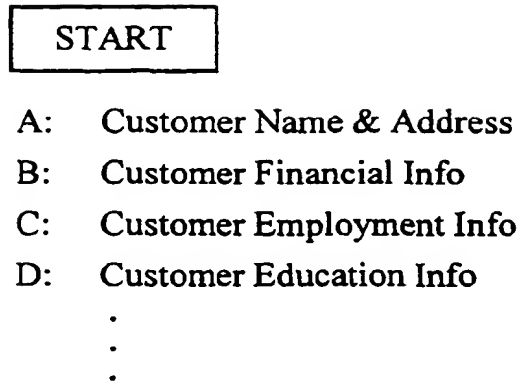 START
A: Customer Name & Address
B: Customer Financial Info
C: Customer Employment Info
D: Customer Education Info
.
.
.